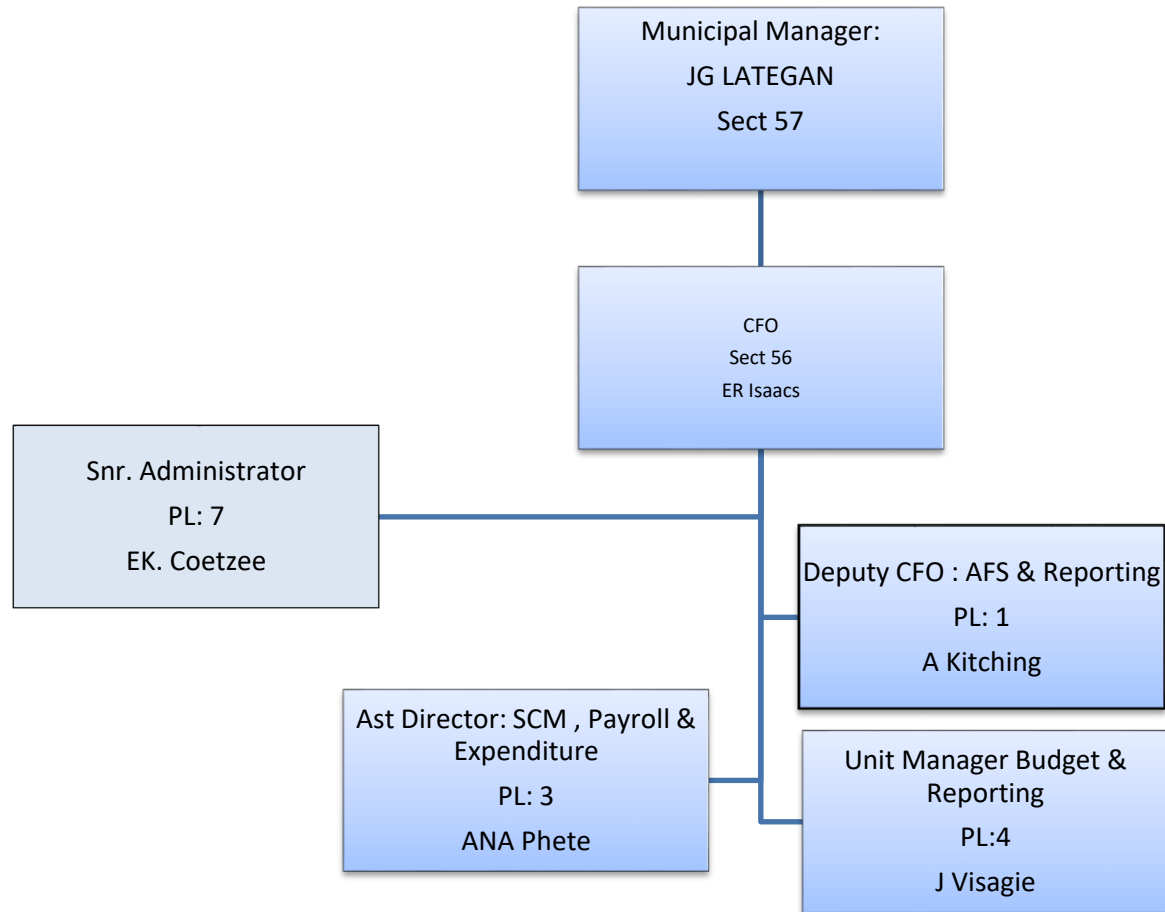 Municipal Manager:
JG LATEGAN
Sect 57
CFO
Sect 56
ER Isaacs
Snr. Administrator
PL: 7
EK. Coetzee
Deputy CFO : AFS & Reporting
PL: 1
A Kitching
Ast Director: SCM , Payroll &
Expenditure
PL: 3
ANA Phete
Unit Manager Budget &
Reporting
PL:4
J Visagie